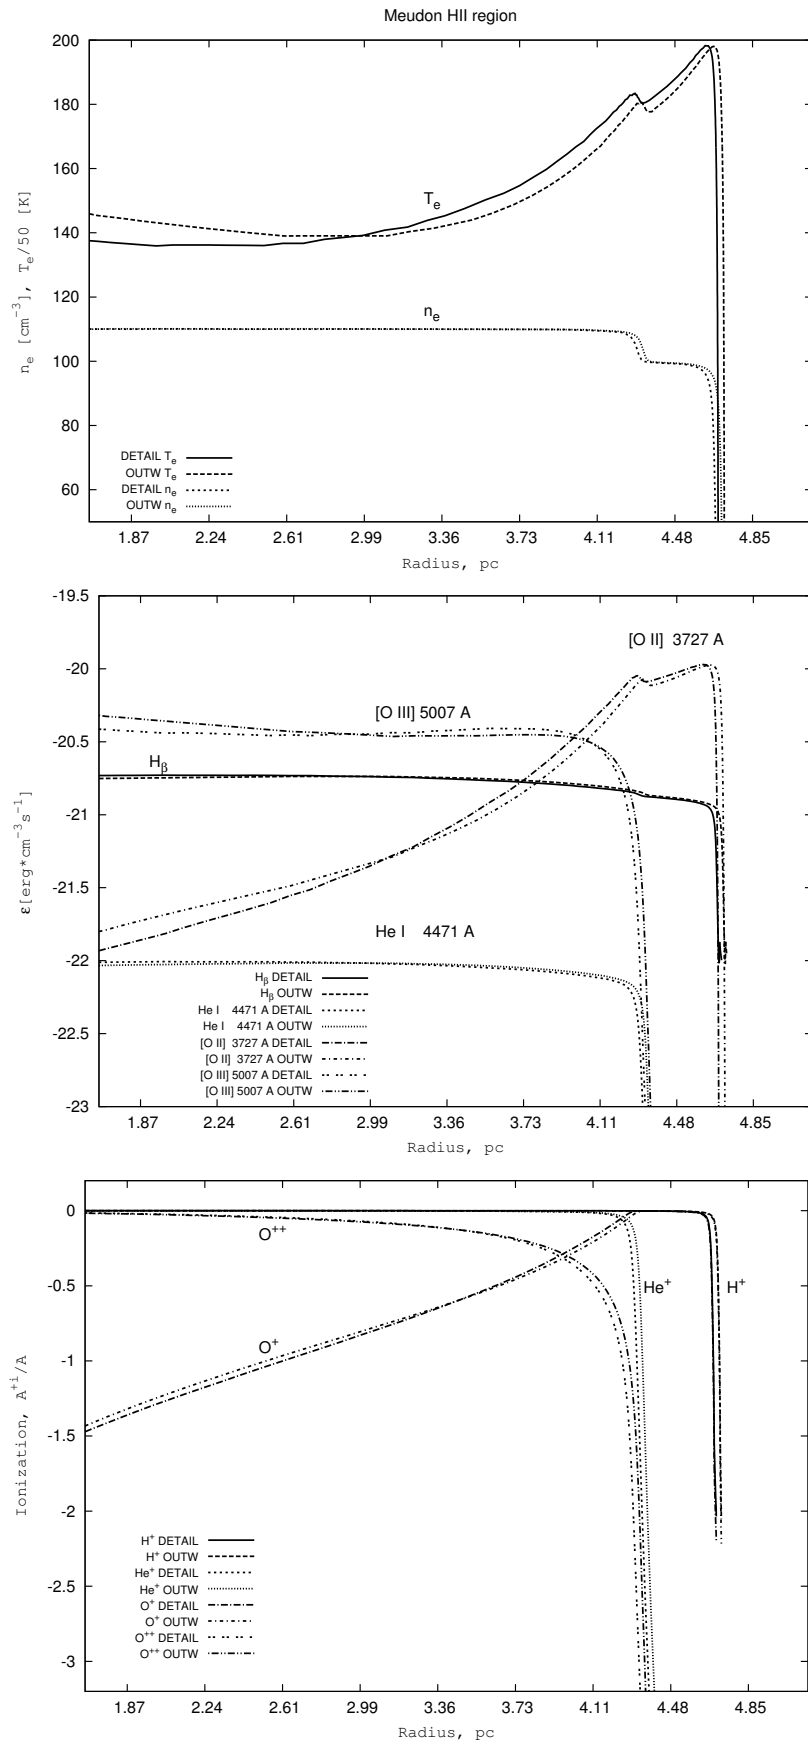 Meudon HII region
200
180
160
140
120
100
80
60
n_e [cm^-3], T_e/50 [K]
T_e
n_e
DETAIL T_e
OUTW T_e
DETAIL n_e
OUTW n_e
1.87 2.24 2.61 2.99 3.36 3.73 4.11 4.48 4.85
Radius, pc
-19.5
-20
-20.5
-21
-21.5
-22
-22.5
-23
ε[erg*cm^-3s^-1]
[O II] 3727 A
[O III] 5007 A
H_β
He I 4471 A
H_β DETAIL
H_β OUTW
He I 4471 A DETAIL
He I 4471 A OUTW
[O II] 3727 A DETAIL
[O II] 3727 A OUTW
[O III] 5007 A DETAIL
[O III] 5007 A OUTW
1.87 2.24 2.61 2.99 3.36 3.73 4.11 4.48 4.85
Radius, pc
0
-0.5
-1
-1.5
-2
-2.5
-3
Ionization, A^+i/A
O^++
O^+
He^+
H^+
H^+ DETAIL
H^+ OUTW
He^+ DETAIL
He^+ OUTW
O^+ DETAIL
O^+ OUTW
O^++ DETAIL
O^++ OUTW
1.87 2.24 2.61 2.99 3.36 3.73 4.11 4.48 4.85
Radius, pc